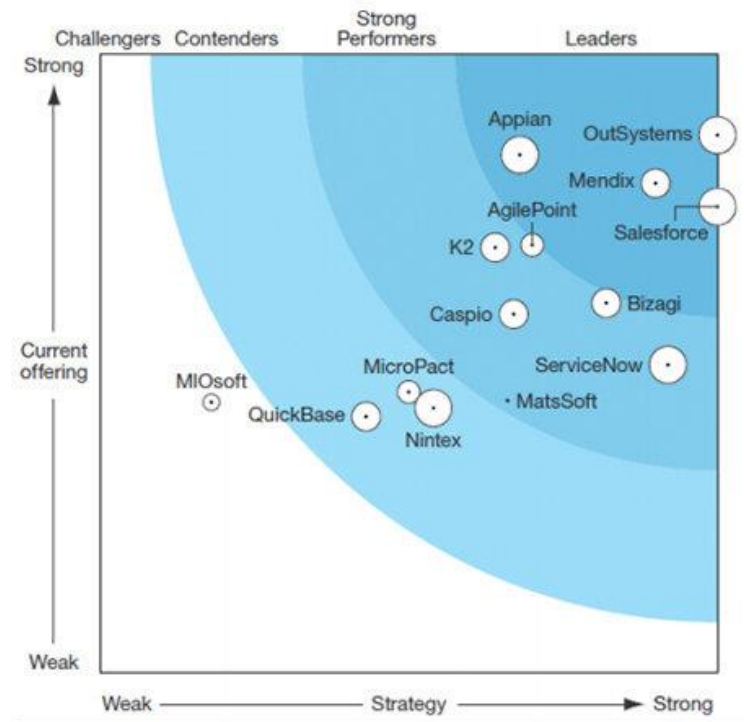 Challengers
Contenders
Strong
Performers
Leaders
Strong
Appian
OutSystems
Mendix
AgilePoint
Salesforce
K2
Bizagi
Caspio
Current
offering
ServiceNow
MicroPact
MIOsoft
MatsSoft
QuickBase
Nintex
Weak
Weak
Strategy
Strong